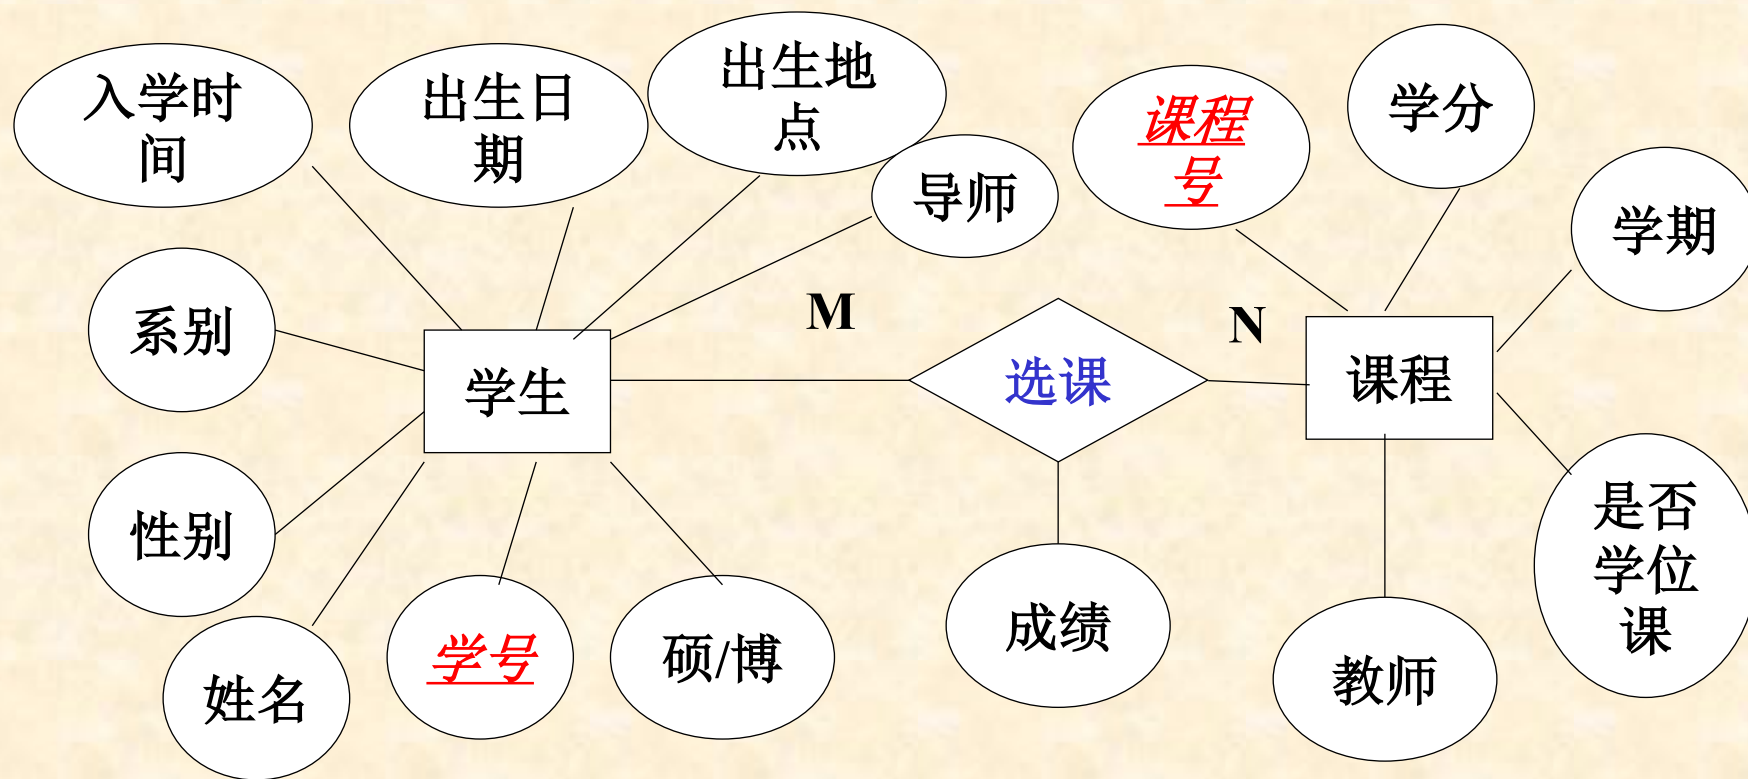 入学时
间
出生日
期
出生地
点
导师
课程
号
学分
学期
系别
M
N
学生
选课
课程
性别
是否
学位
课
姓名
学号
硕/博
成绩
教师